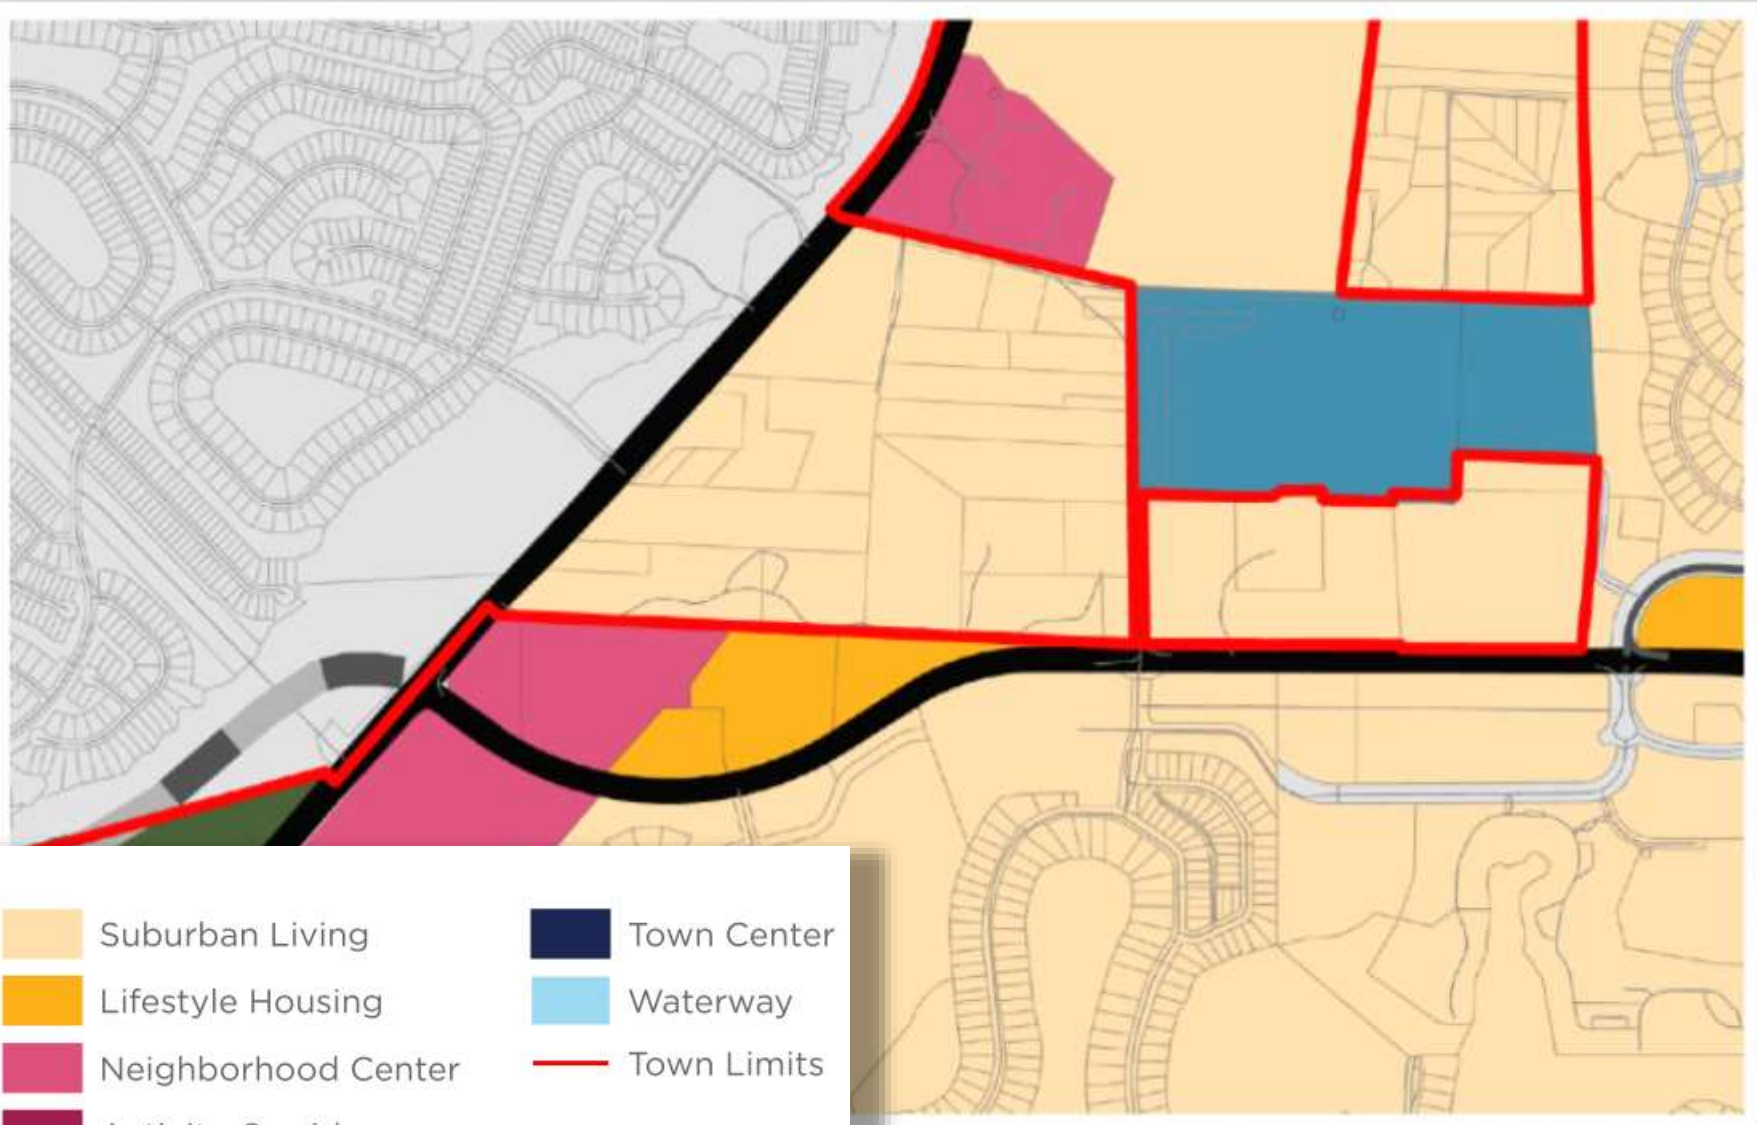 Suburban Living
Lifestyle Housing
Neighborhood Center
Town Center
Waterway
Town Limits